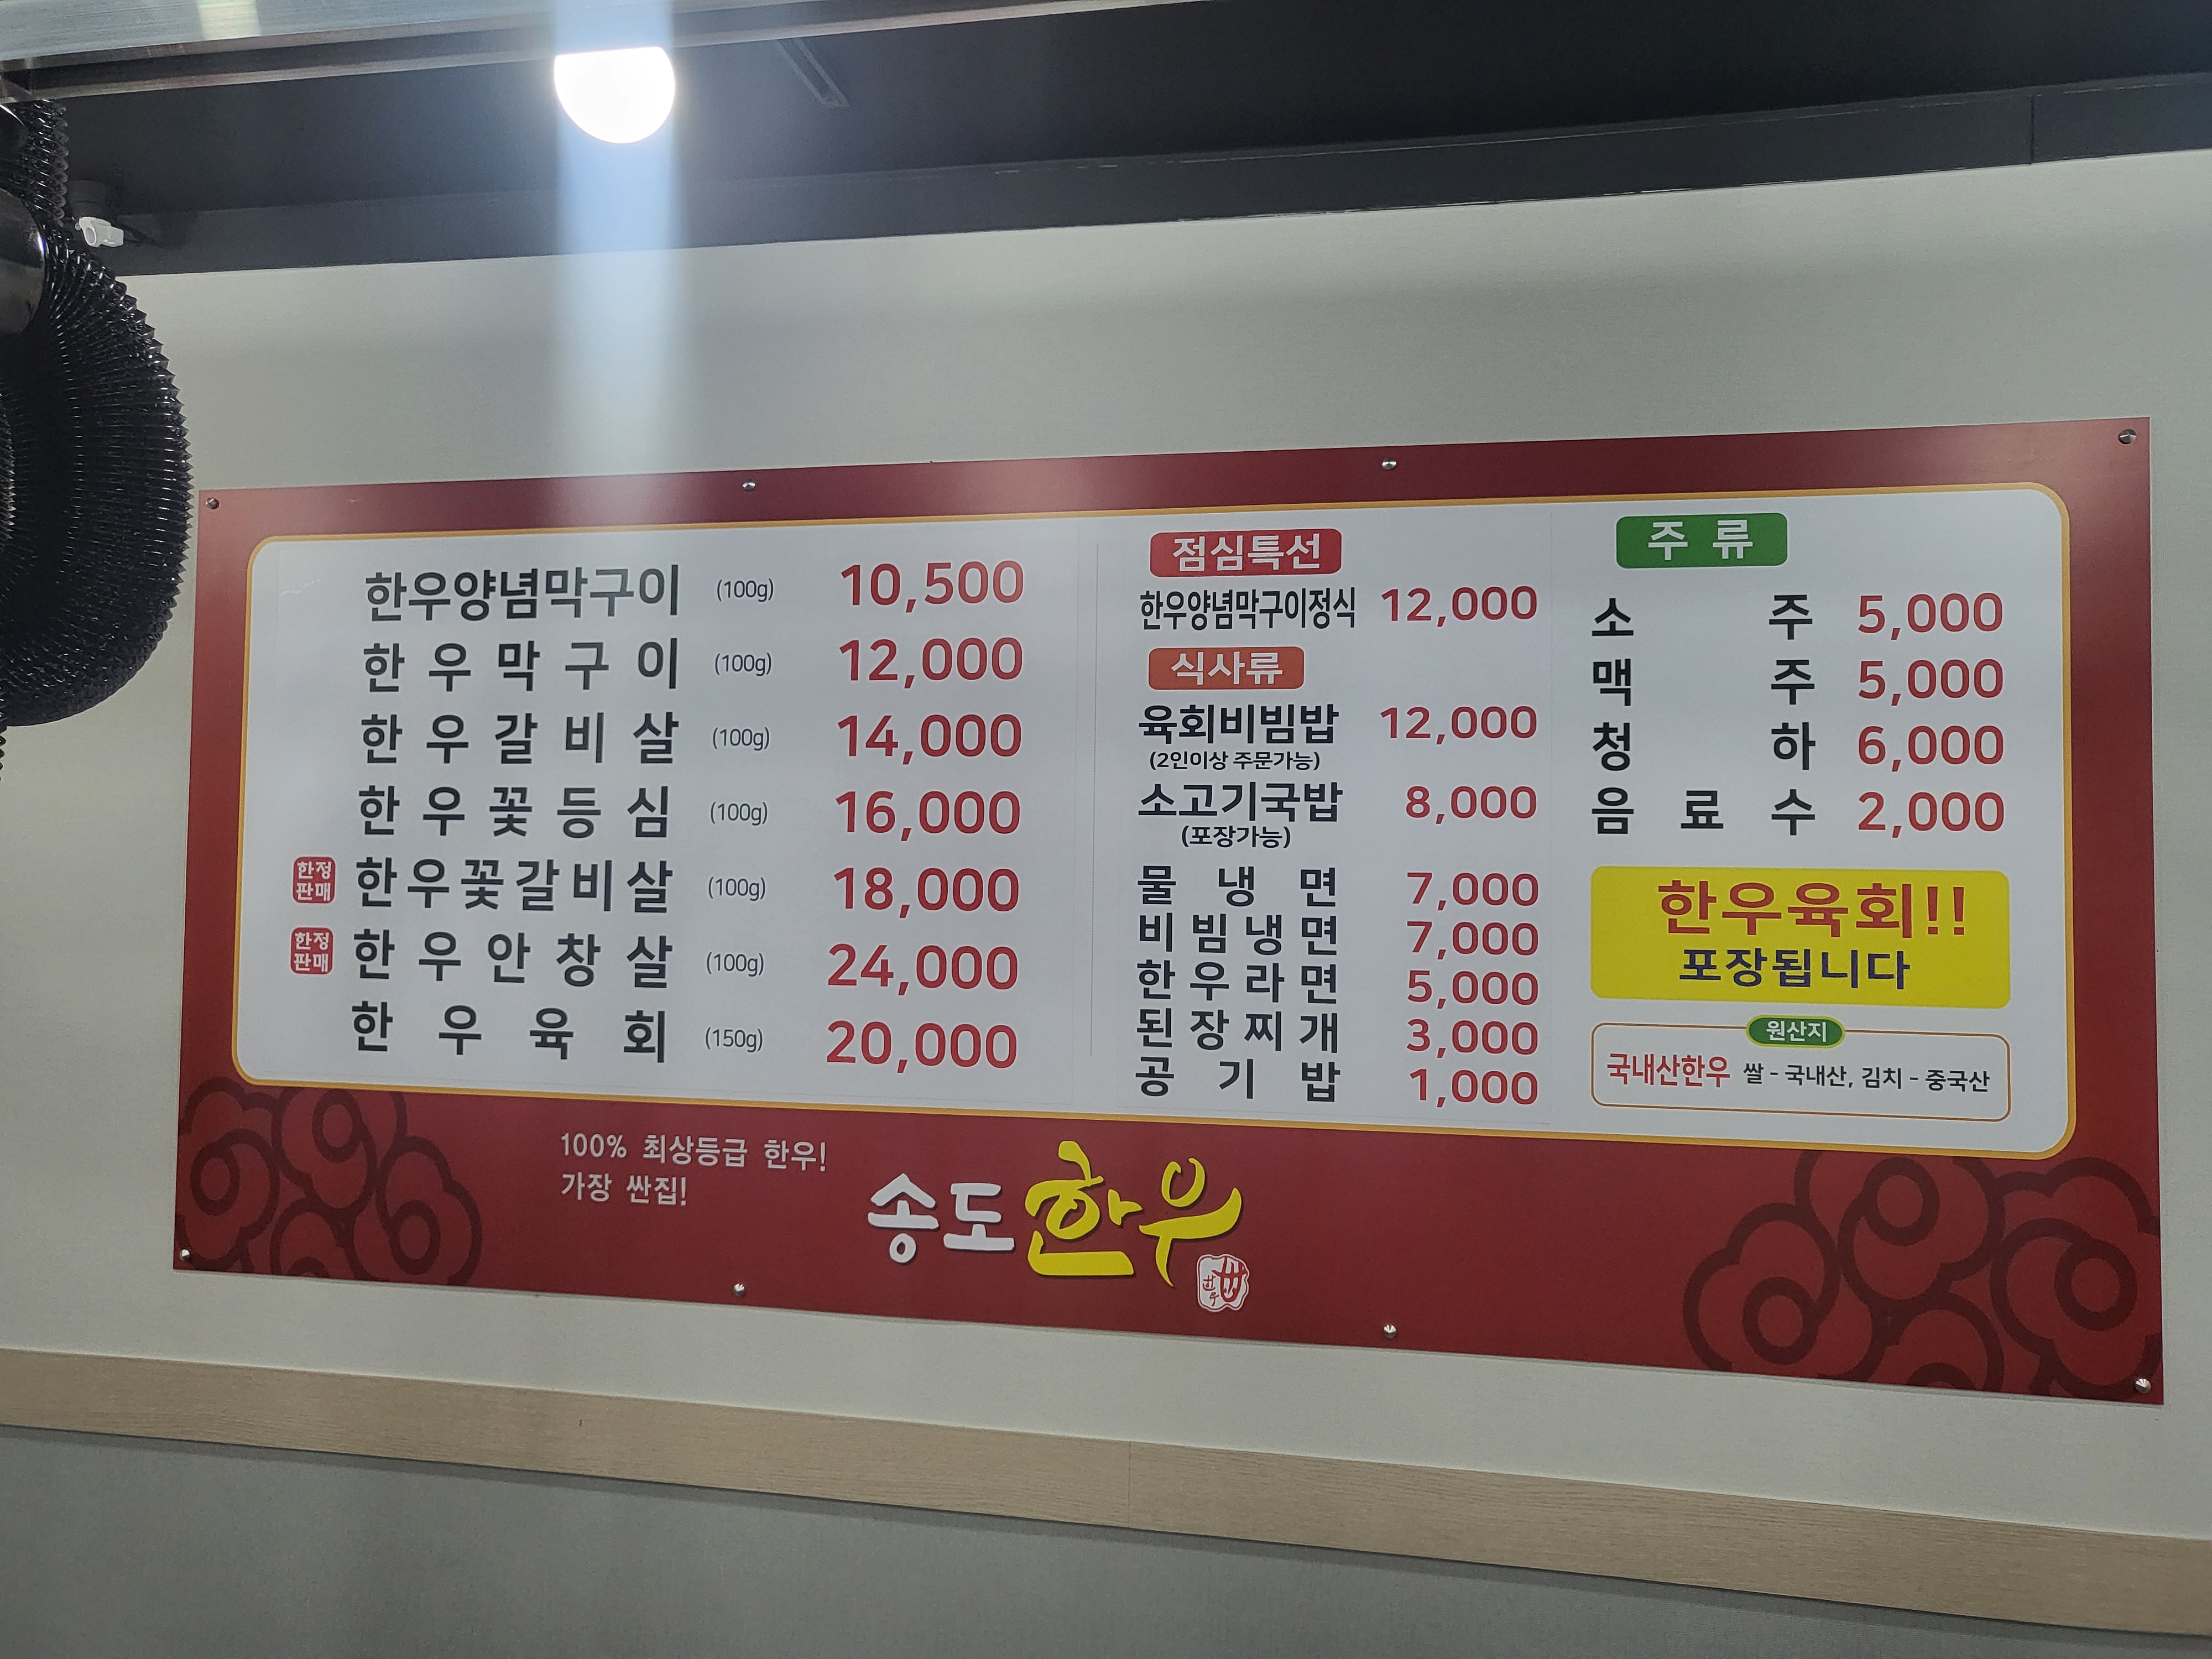 한우양념막구이 (100g) 10,500
한우막구이 (100g) 12,000
한우갈비살 (100g) 14,000
한우꽃등심 (100g) 16,000
한정판매 한우꽃갈비살 (100g) 18,000
한정판매 한우안창살 (100g) 24,000
한우육회 (150g) 20,000
점심특선
한우양념막구이정식 12,000
식사류
육회비빔밥 12,000
(2인이상 주문가능)
소고기국밥 8,000
(포장가능)
물냉면 7,000
비빔냉면 7,000
한우라면 5,000
된장찌개 3,000
공기밥 1,000
주류
소주 5,000
맥주 5,000
청하 6,000
음료수 2,000
한우육회!!
포장됩니다
원산지
국내산한우 쌀 - 국내산, 김치 - 중국산
100% 최상등급 한우!
가장 싼집!
송도한우
한우